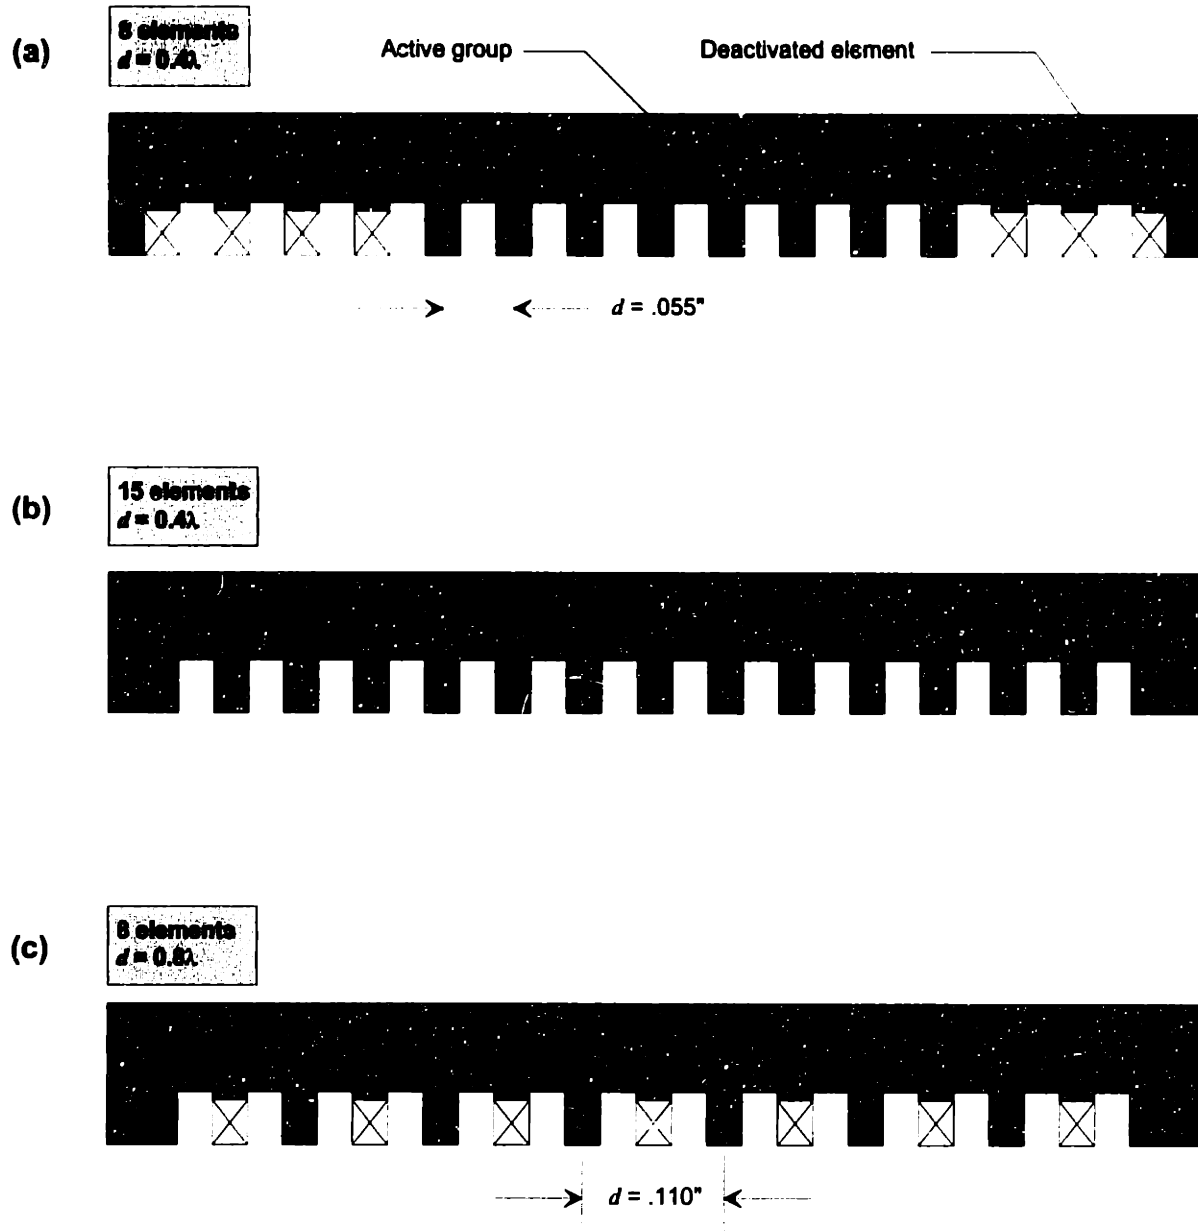 (a)
8 elements
d = 0.4λ
Active group
Deactivated element
d = .055"
(b)
15 elements
d = 0.4λ
(c)
8 elements
d = 0.8λ
d = .110"